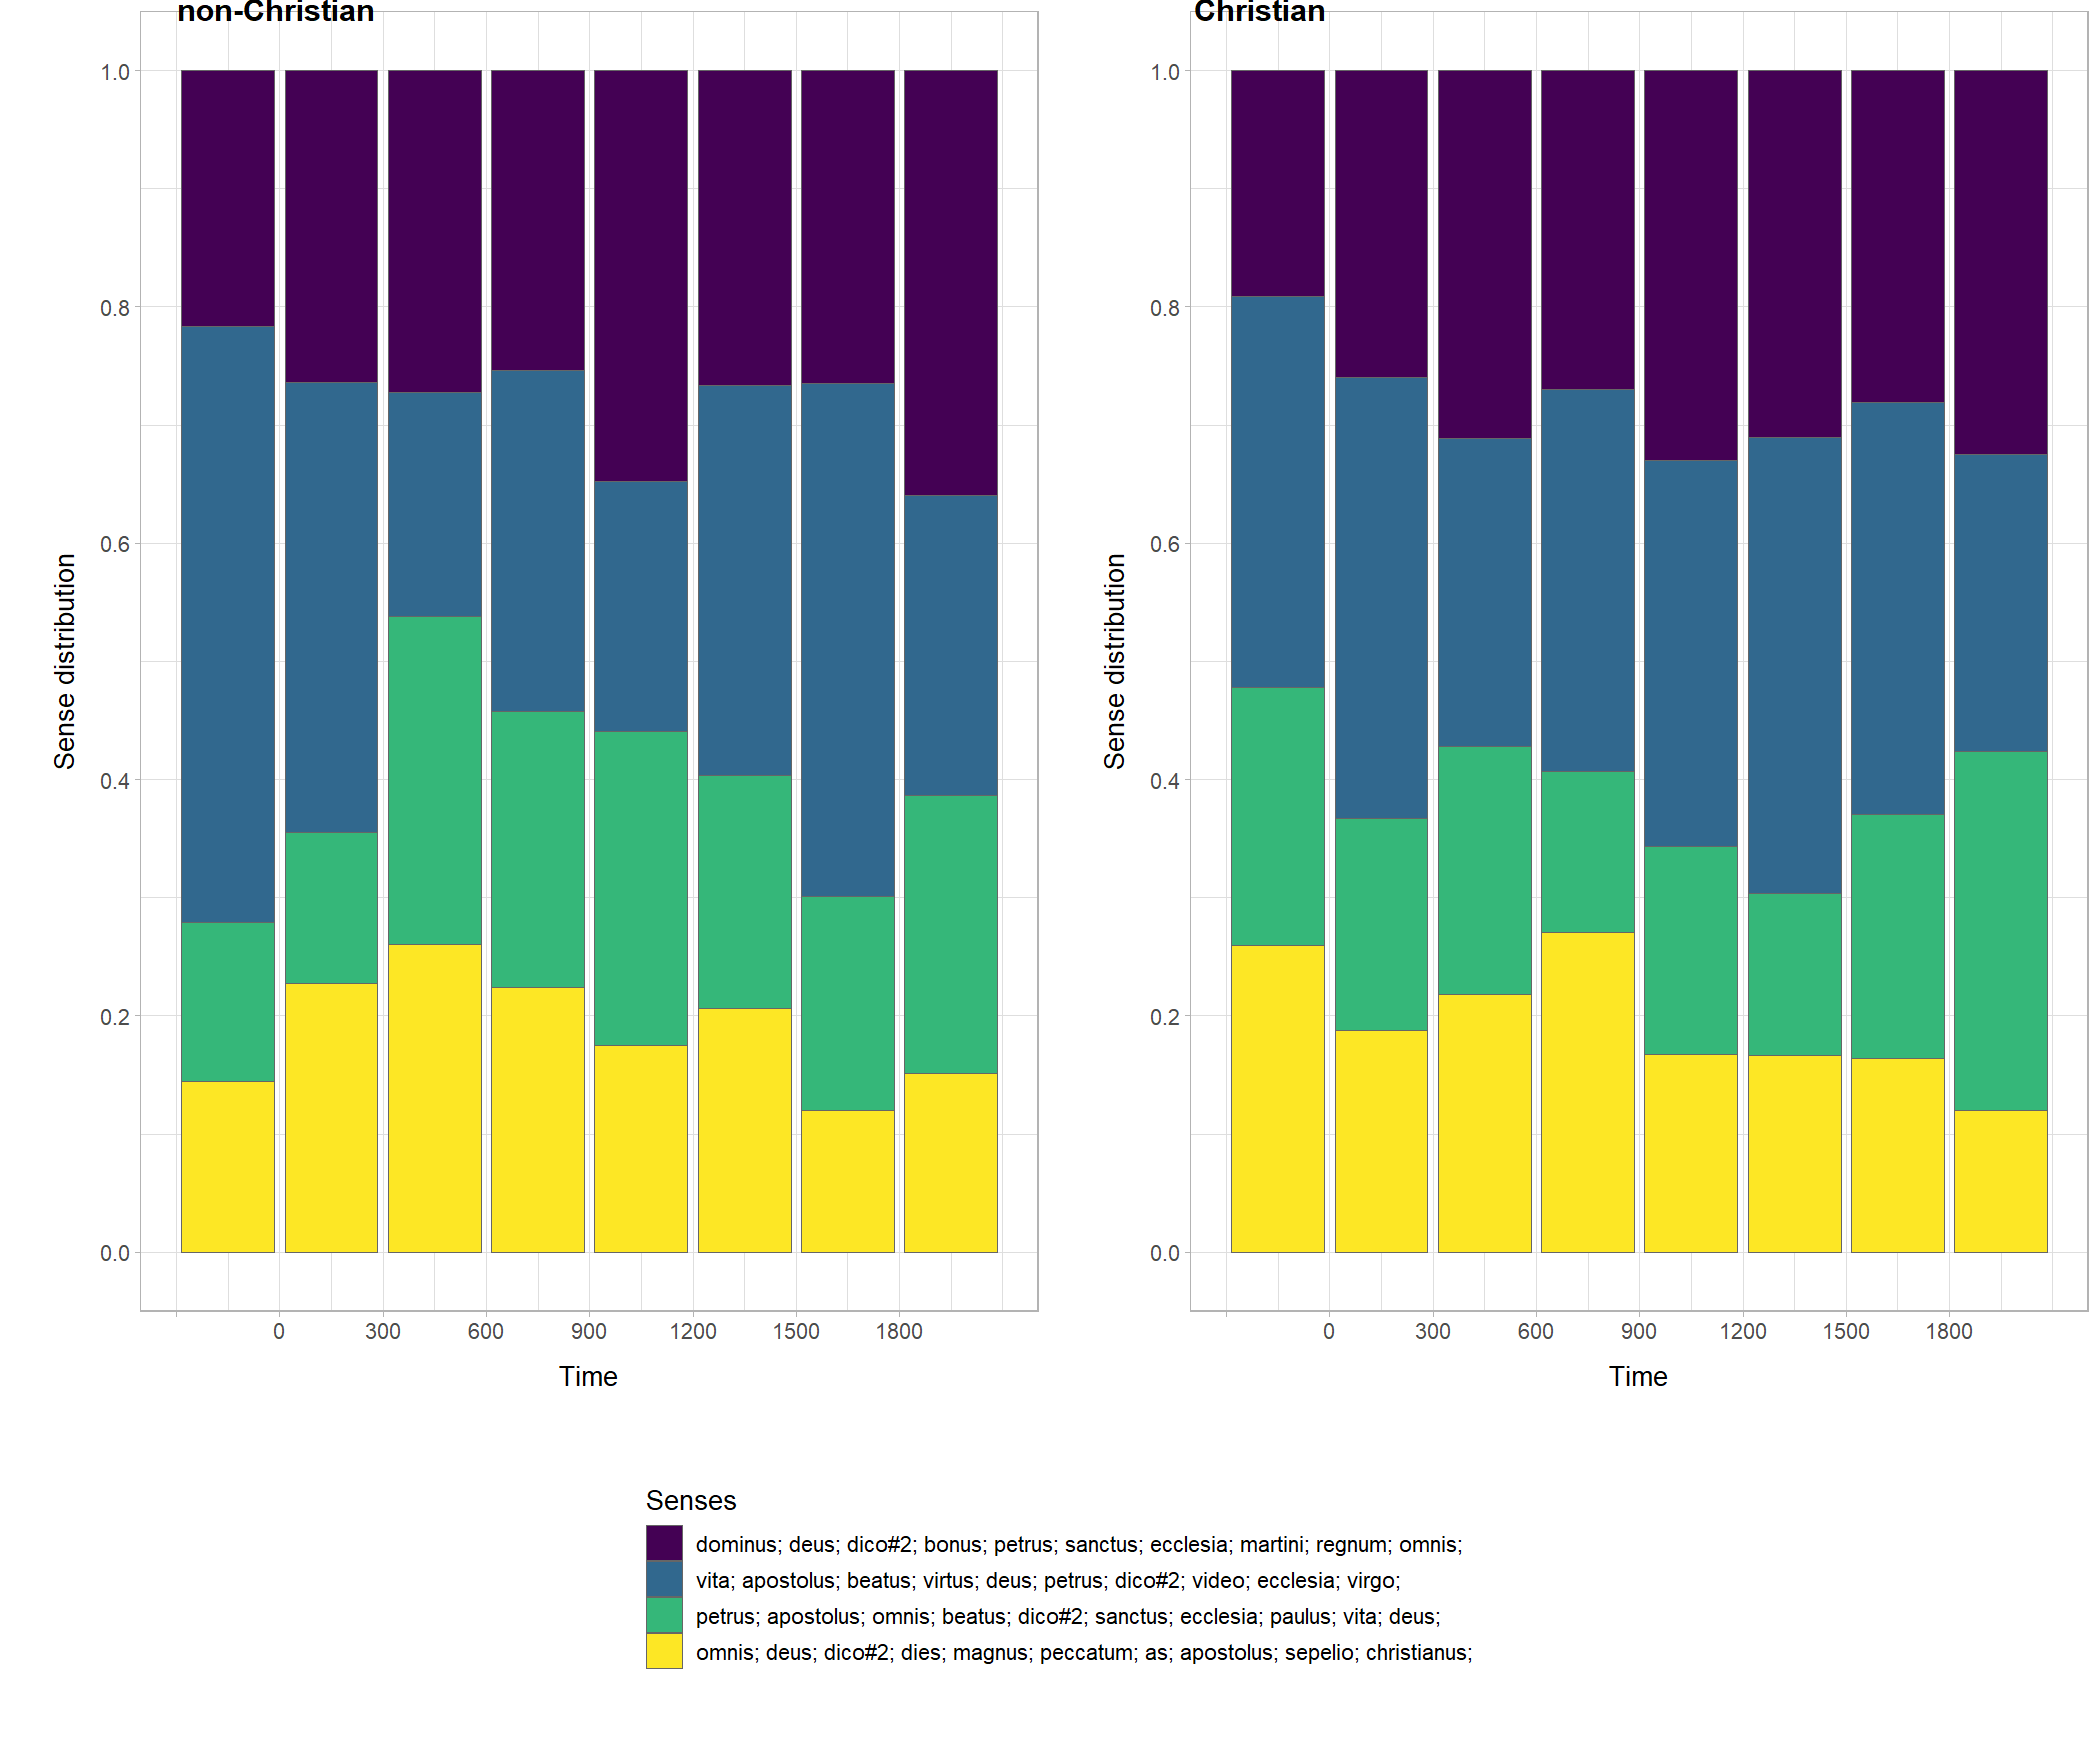 non-Christian
1.0
0.8
0.6
0.4
0.2
0.0
Sense distribution
0 300 600 900 1200 1500 1800
Time
Christian
1.0
0.8
0.6
0.4
0.2
0.0
Sense distribution
0 300 600 900 1200 1500 1800
Time
Senses
dominus; deus; dico#2; bonus; petrus; sanctus; ecclesia; martini; regnum; omnis;
vita; apostolus; beatus; virtus; deus; petrus; dico#2; video; ecclesia; virgo;
petrus; apostolus; omnis; beatus; dico#2; sanctus; ecclesia; paulus; vita; deus;
omnis; deus; dico#2; dies; magnus; peccatum; as; apostolus; sepelio; christianus;